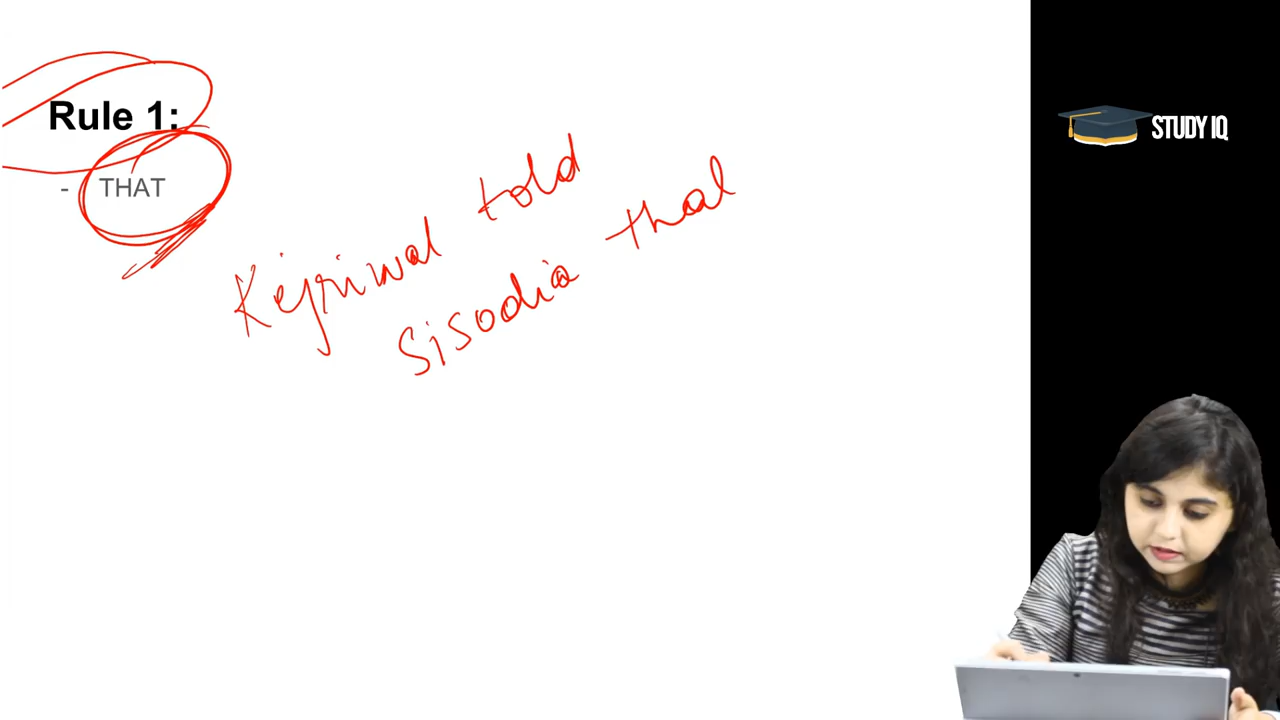 Rule 1:
- THAT
Kejriwal told
Sisodia that
STUDY IQ